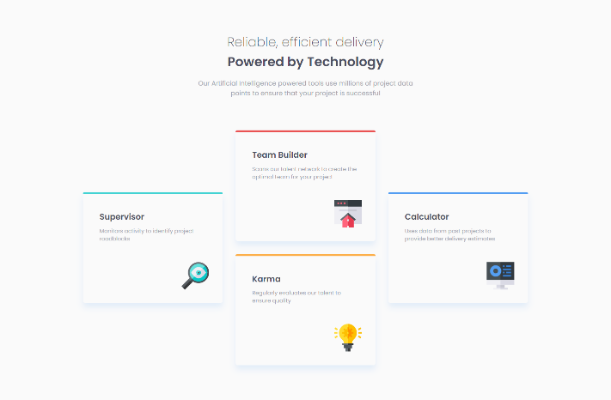 Reliable, efficient delivery
Powered by Technology
Our Artificial Intelligence powered tools use millions of project data
points to ensure that your project is successful
Supervisor
Monitors activity to identify project
roadblocks
Team Builder
Scans our talent network to create the
optimal team for your project
Karma
Regularly evaluates our talent to
ensure quality
Calculator
Uses data from past projects to
provide better delivery estimates